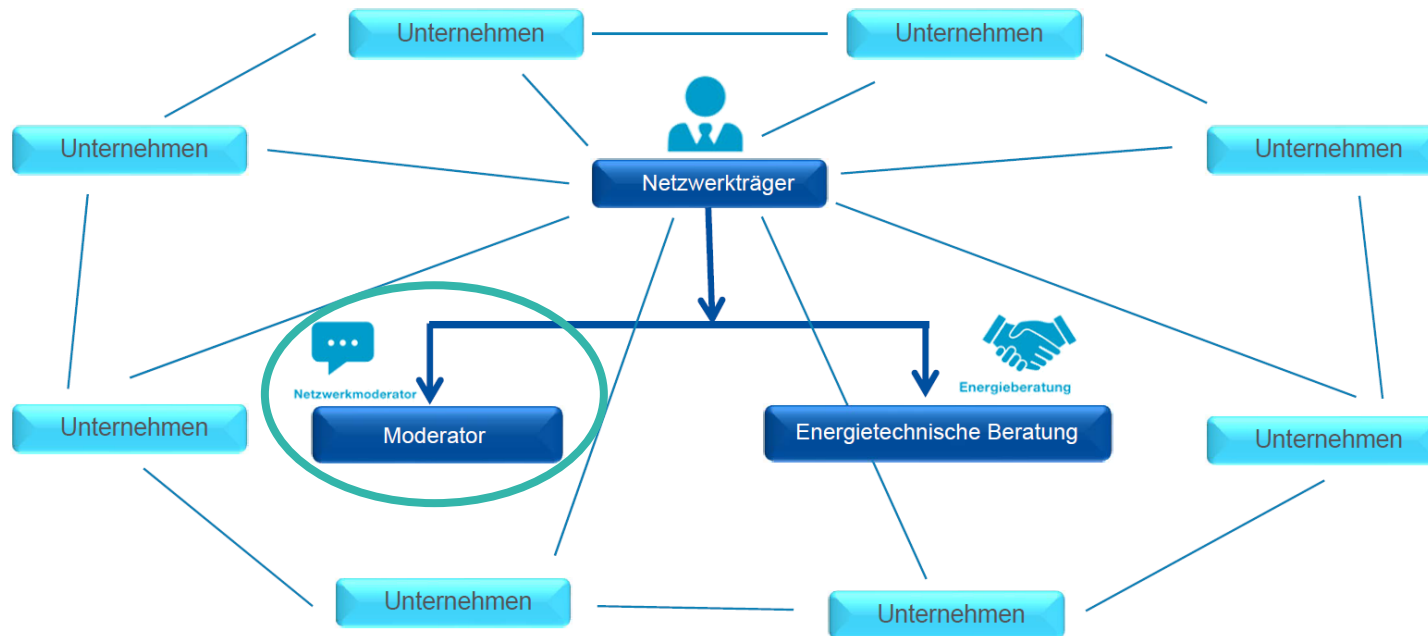 Unternehmen
Unternehmen
Unternehmen
Unternehmen
Netzwerkträger
Netzwerkmoderator
Energieberatung
Unternehmen
Moderator
Energietechnische Beratung
Unternehmen
Unternehmen
Unternehmen